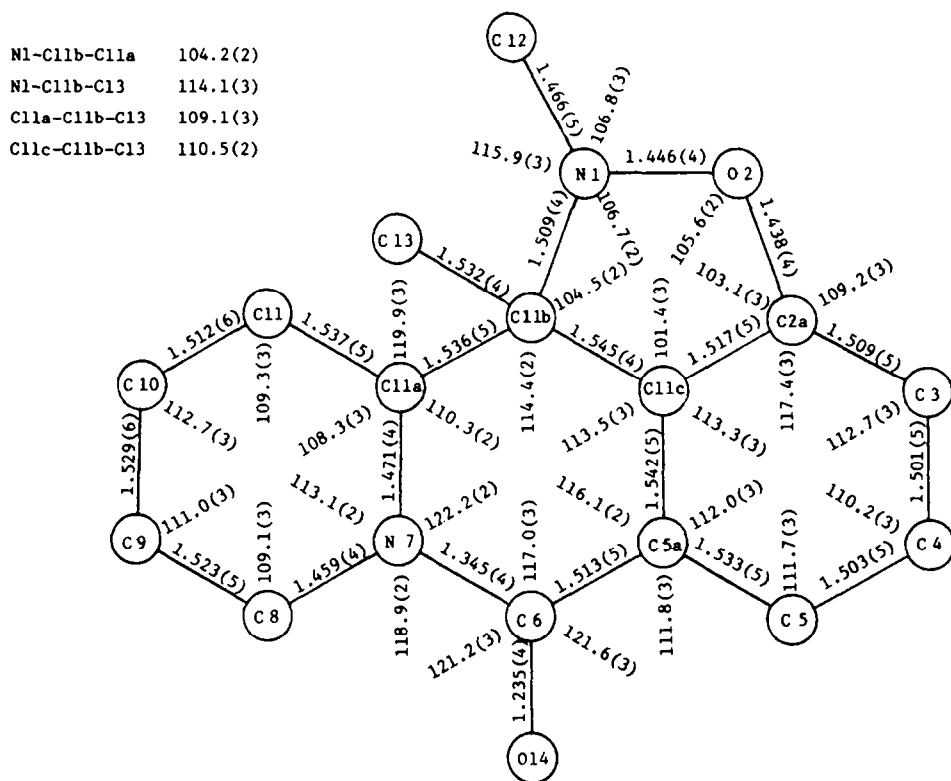 N1-C11b-C11a 104.2(2)
N1-C11b-C13 114.1(3)
C11a-C11b-C13 109.1(3)
C11c-C11b-C13 110.5(2)
C12
1.466(5)
106.8(3)
115.9(3)
N1
1.446(4)
O2
1.509(4)
106.7(2)
105.6(2)
1.438(4)
C13
1.532(4)
104.5(2)
103.1(3)
109.2(3)
C11
C11b
C2a
1.512(6)
1.537(5)
119.9(3)
1.536(5)
1.545(4)
101.4(3)
1.517(5)
1.509(5)
C10
109.3(3)
C11a
114.4(2)
C11c
117.4(3)
C3
112.7(3)
108.3(3)
110.3(2)
113.5(3)
113.3(3)
112.7(3)
1.529(6)
1.471(4)
1.542(5)
1.501(5)
111.0(3)
109.1(3)
113.1(2)
122.2(2)
117.0(3)
116.1(2)
112.0(3)
111.7(3)
110.2(3)
C9
N7
C5a
C4
1.523(5)
1.459(4)
1.345(4)
1.513(5)
1.533(5)
1.503(5)
C8
118.9(2)
C6
111.8(3)
C5
121.2(3)
121.6(3)
1.235(4)
O14